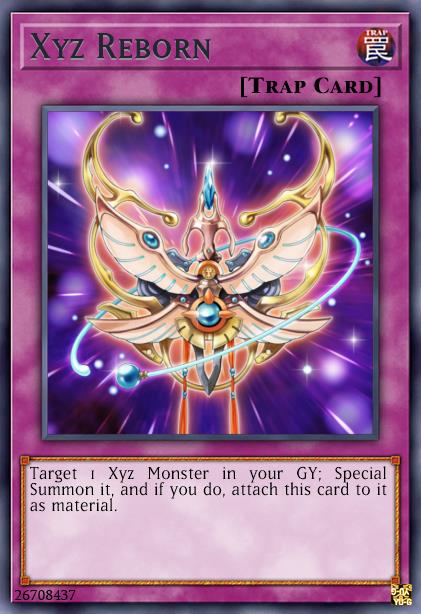 Xyz Reborn
TRAP
罠
[Trap Card]
Target 1 Xyz Monster in your GY; Special
Summon it, and if you do, attach this card to it
as material.
26708437